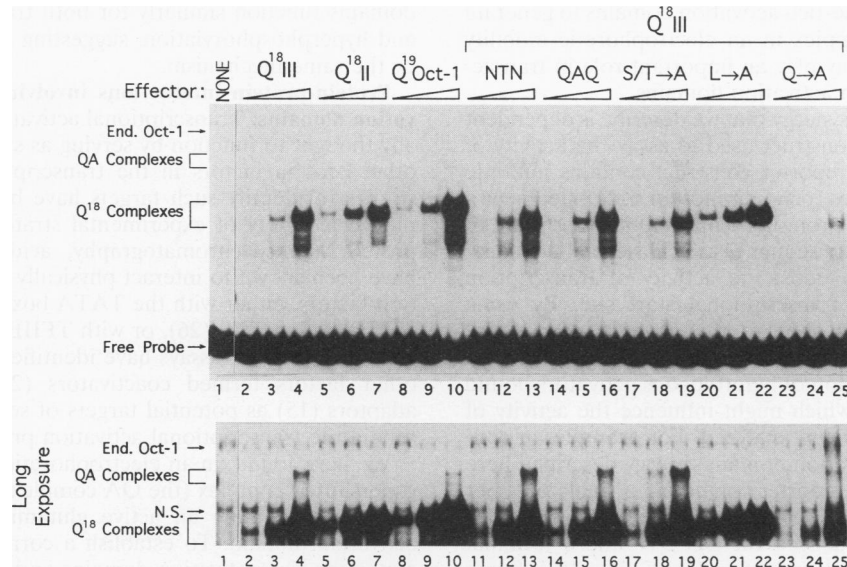 Q18III
NONE Q18III Q18 Q19Oct-1 NTN QAQ S/T→A L→A Q→A
Effector:
End. Oct-1
QA Complexes
Q18 Complexes
Free Probe
1 2 3 4 5 6 7 8 9 10 11 12 13 14 15 16 17 18 19 20 21 22 23 24 25
Long Exposure
End. Oct-1
QA Complexes
N.S.
Q18 Complexes
1 2 3 4 5 6 7 8 9 10 11 12 13 14 15 16 17 18 19 20 21 22 23 24 25